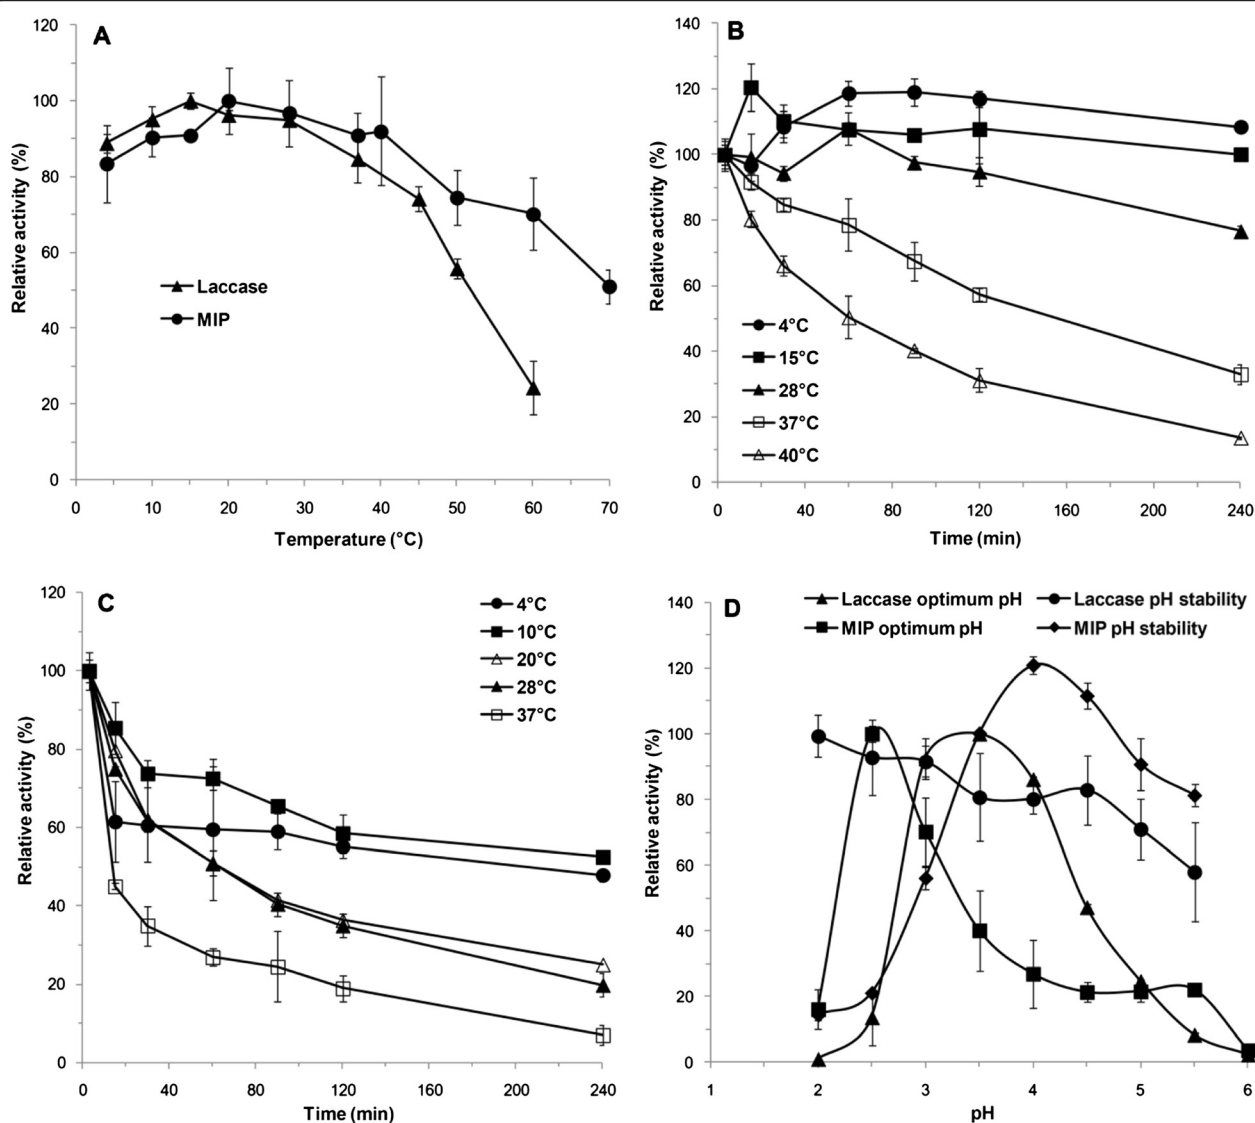 A
Relative activity (%)
120
100
80
60
40
20
0
Laccase
MIP
0 10 20 30 40 50 60 70
Temperature (°C)
B
Relative activity (%)
140
120
100
80
60
40
20
0
4°C
15°C
28°C
37°C
40°C
0 40 80 120 160 200 240
Time (min)
C
Relative activity (%)
120
100
80
60
40
20
0
4°C
10°C
20°C
28°C
37°C
0 40 80 120 160 200 240
Time (min)
D
Relative activity (%)
140
120
100
80
60
40
20
0
Laccase optimum pH Laccase pH stability
MIP optimum pH MIP pH stability
1 2 3 4 5 6
pH